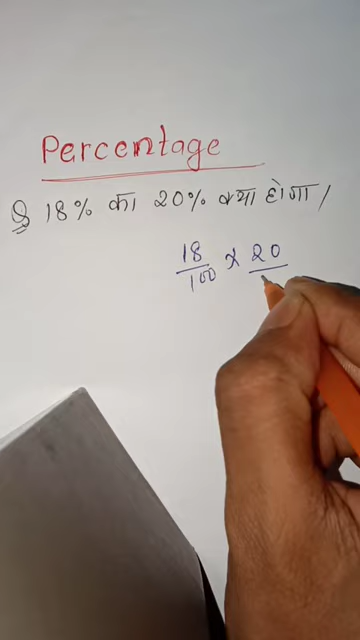 Percentage
Q 18% का 20% क्या होगा /
18/100 × 20/